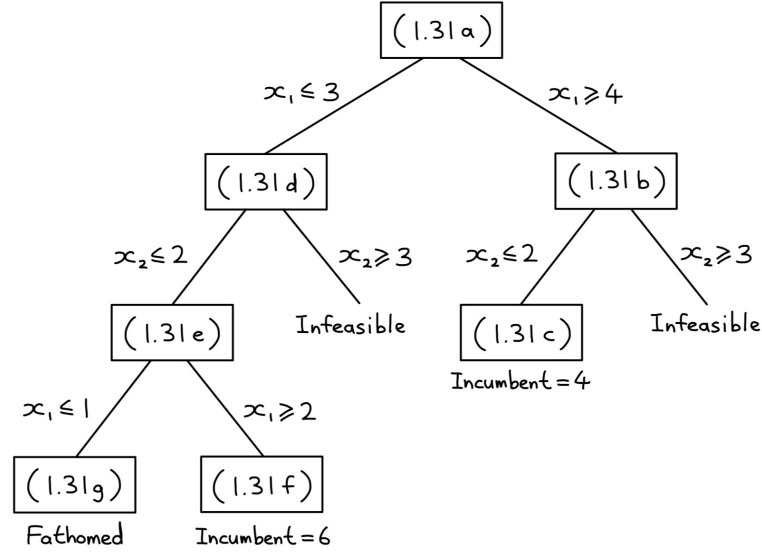 (1.31a)
x₁ ≤ 3
x₁ ⩾ 4
(1.31d)
(1.31b)
x₂ ≤ 2
x₂ ⩾ 3
x₂ ≤ 2
x₂ ⩾ 3
(1.31e)
Infeasible
(1.31c)
Infeasible
Incumbent = 4
x₁ ≤ 1
x₁ ⩾ 2
(1.31g)
(1.31f)
Fathomed
Incumbent = 6